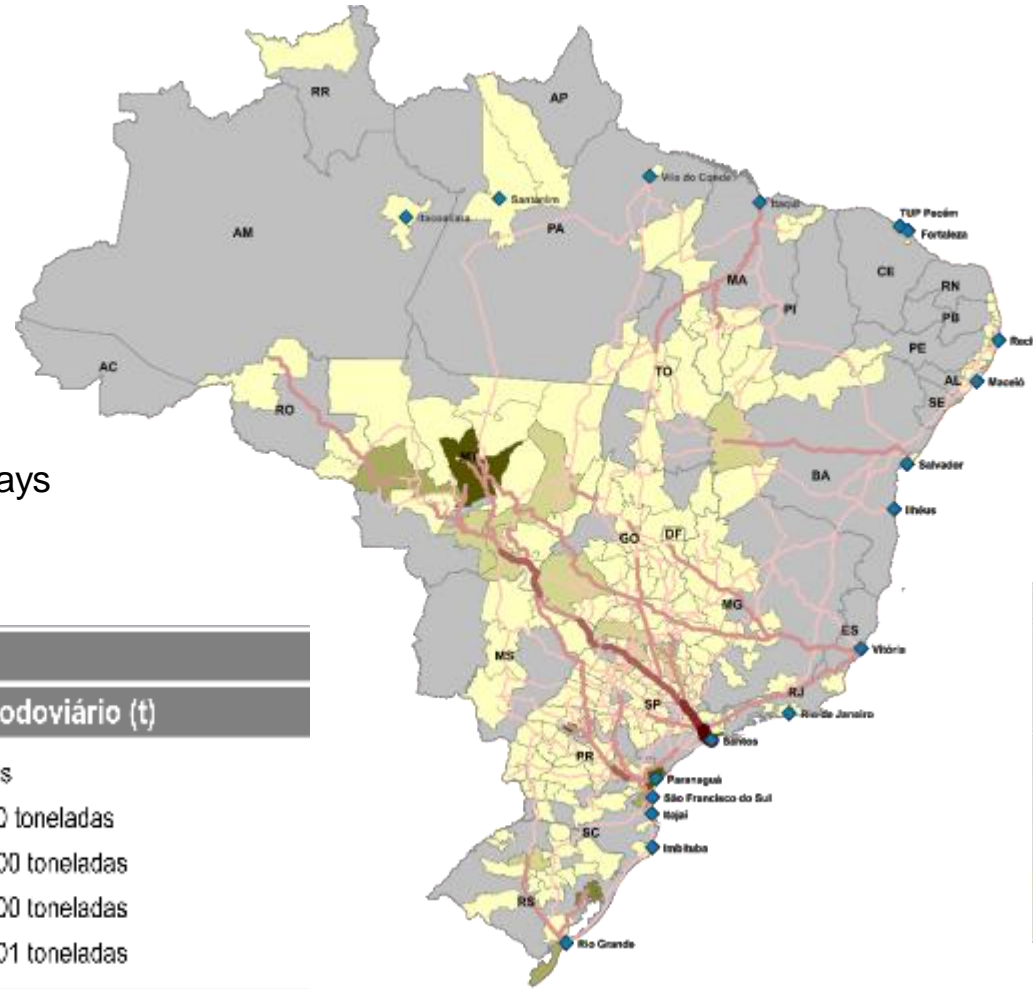 RR
AP
Vila do Conde
Santarém
Itaqui
Itacoatiara
TUP Pecém
Fortaleza
AM
PA
CE
MA
RN
PI
PB
AC
TO
PE
AL
Maceió
RO
SE
MT
ays
BA
Salvador
Ilhéus
GO
DF
MG
ES
Vitória
MS
SP
RJ
Rio de Janeiro
odoviário (t)
Santos
PR
Paranaguá
São Francisco do Sul
Itajaí
SC
Imbituba
RS
Rio Grande
s
0 toneladas
00 toneladas
00 toneladas
01 toneladas